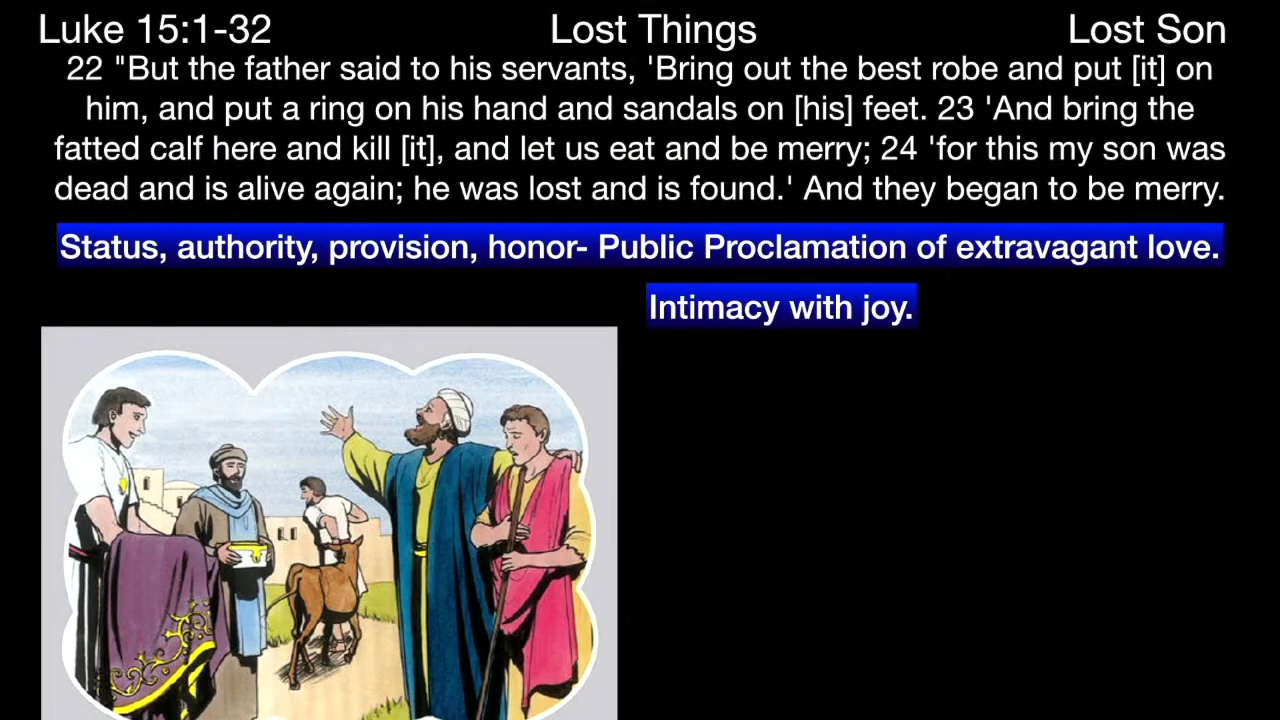 Luke 15:1-32 Lost Things Lost Son
22 "But the father said to his servants, 'Bring out the best robe and put [it] on
him, and put a ring on his hand and sandals on [his] feet. 23 'And bring the
fatted calf here and kill [it], and let us eat and be merry; 24 'for this my son was
dead and is alive again; he was lost and is found.' And they began to be merry.
Status, authority, provision, honor- Public Proclamation of extravagant love.
Intimacy with joy.